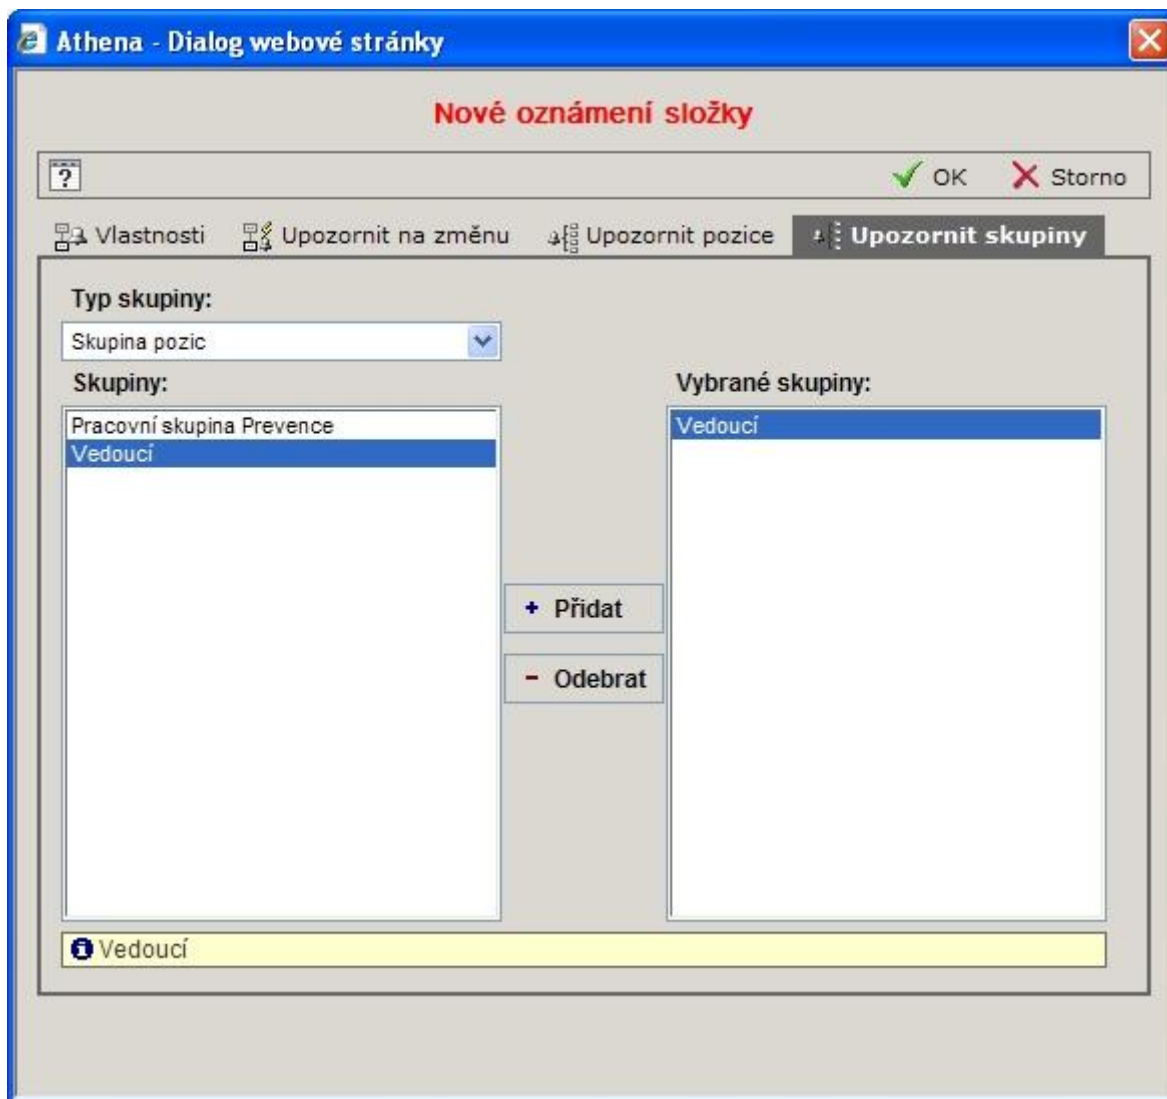 Athena - Dialog webové stránky
Nové oznámení složky
? OK Storno
Vlastnosti Upozornit na změnu Upozornit pozice Upozornit skupiny
Typ skupiny:
Skupina pozic
Skupiny: Vybrané skupiny:
Pracovní skupina Prevence Vedoucí
Vedoucí
+ Přidat
- Odebrat
Vedoucí